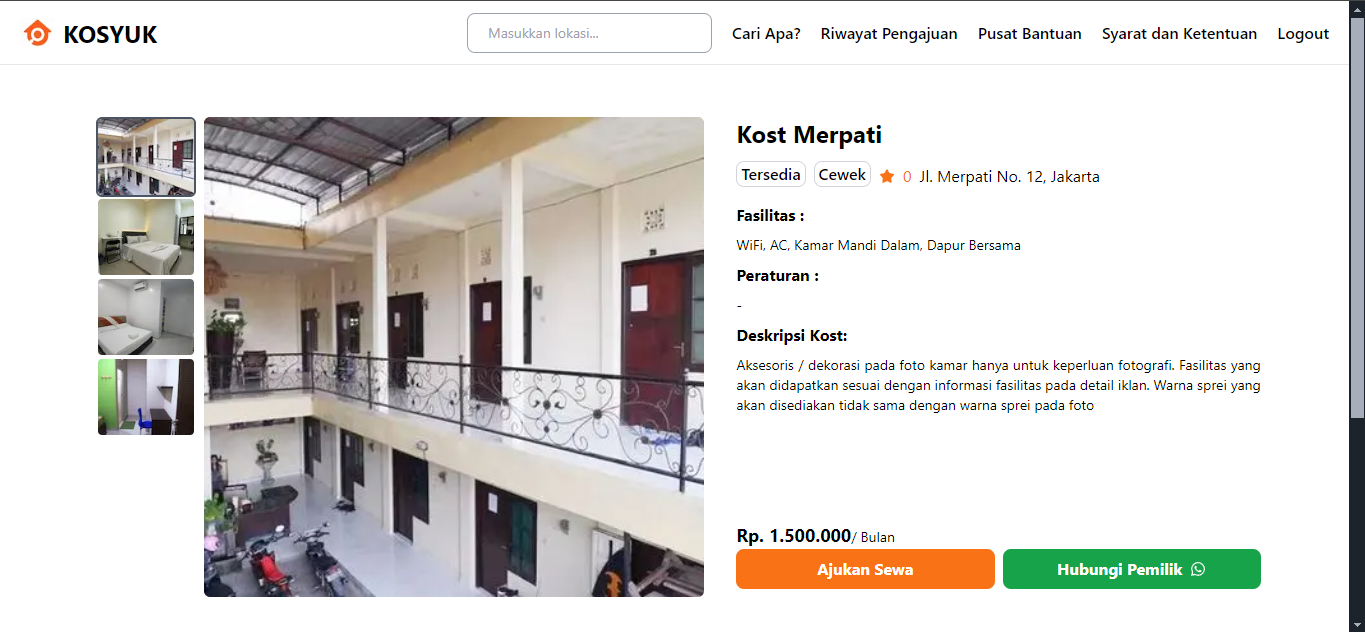 KOSYUK
Masukkan lokasi...
Cari Apa?
Riwayat Pengajuan
Pusat Bantuan
Syarat dan Ketentuan
Logout
Kost Merpati
Tersedia
Cewek
0
Jl. Merpati No. 12, Jakarta
Fasilitas :
WiFi, AC, Kamar Mandi Dalam, Dapur Bersama
Peraturan :
-
Deskripsi Kost:
Aksesoris / dekorasi pada foto kamar hanya untuk keperluan fotografi. Fasilitas yang
akan didapatkan sesuai dengan informasi fasilitas pada detail iklan. Warna sprei yang
akan disediakan tidak sama dengan warna sprei pada foto
Rp. 1.500.000/ Bulan
Ajukan Sewa
Hubungi Pemilik